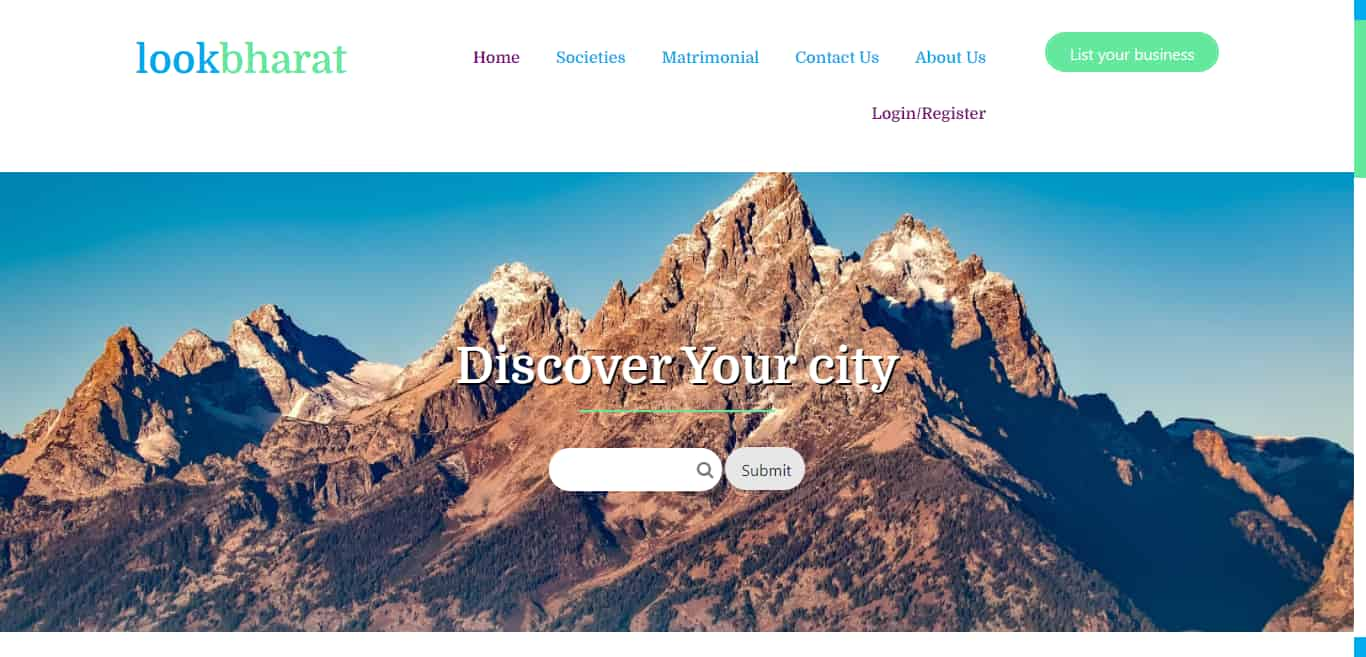 lookbharat
Home Societies Matrimonial Contact Us About Us
List your business
Login/Register
Discover Your city
Submit